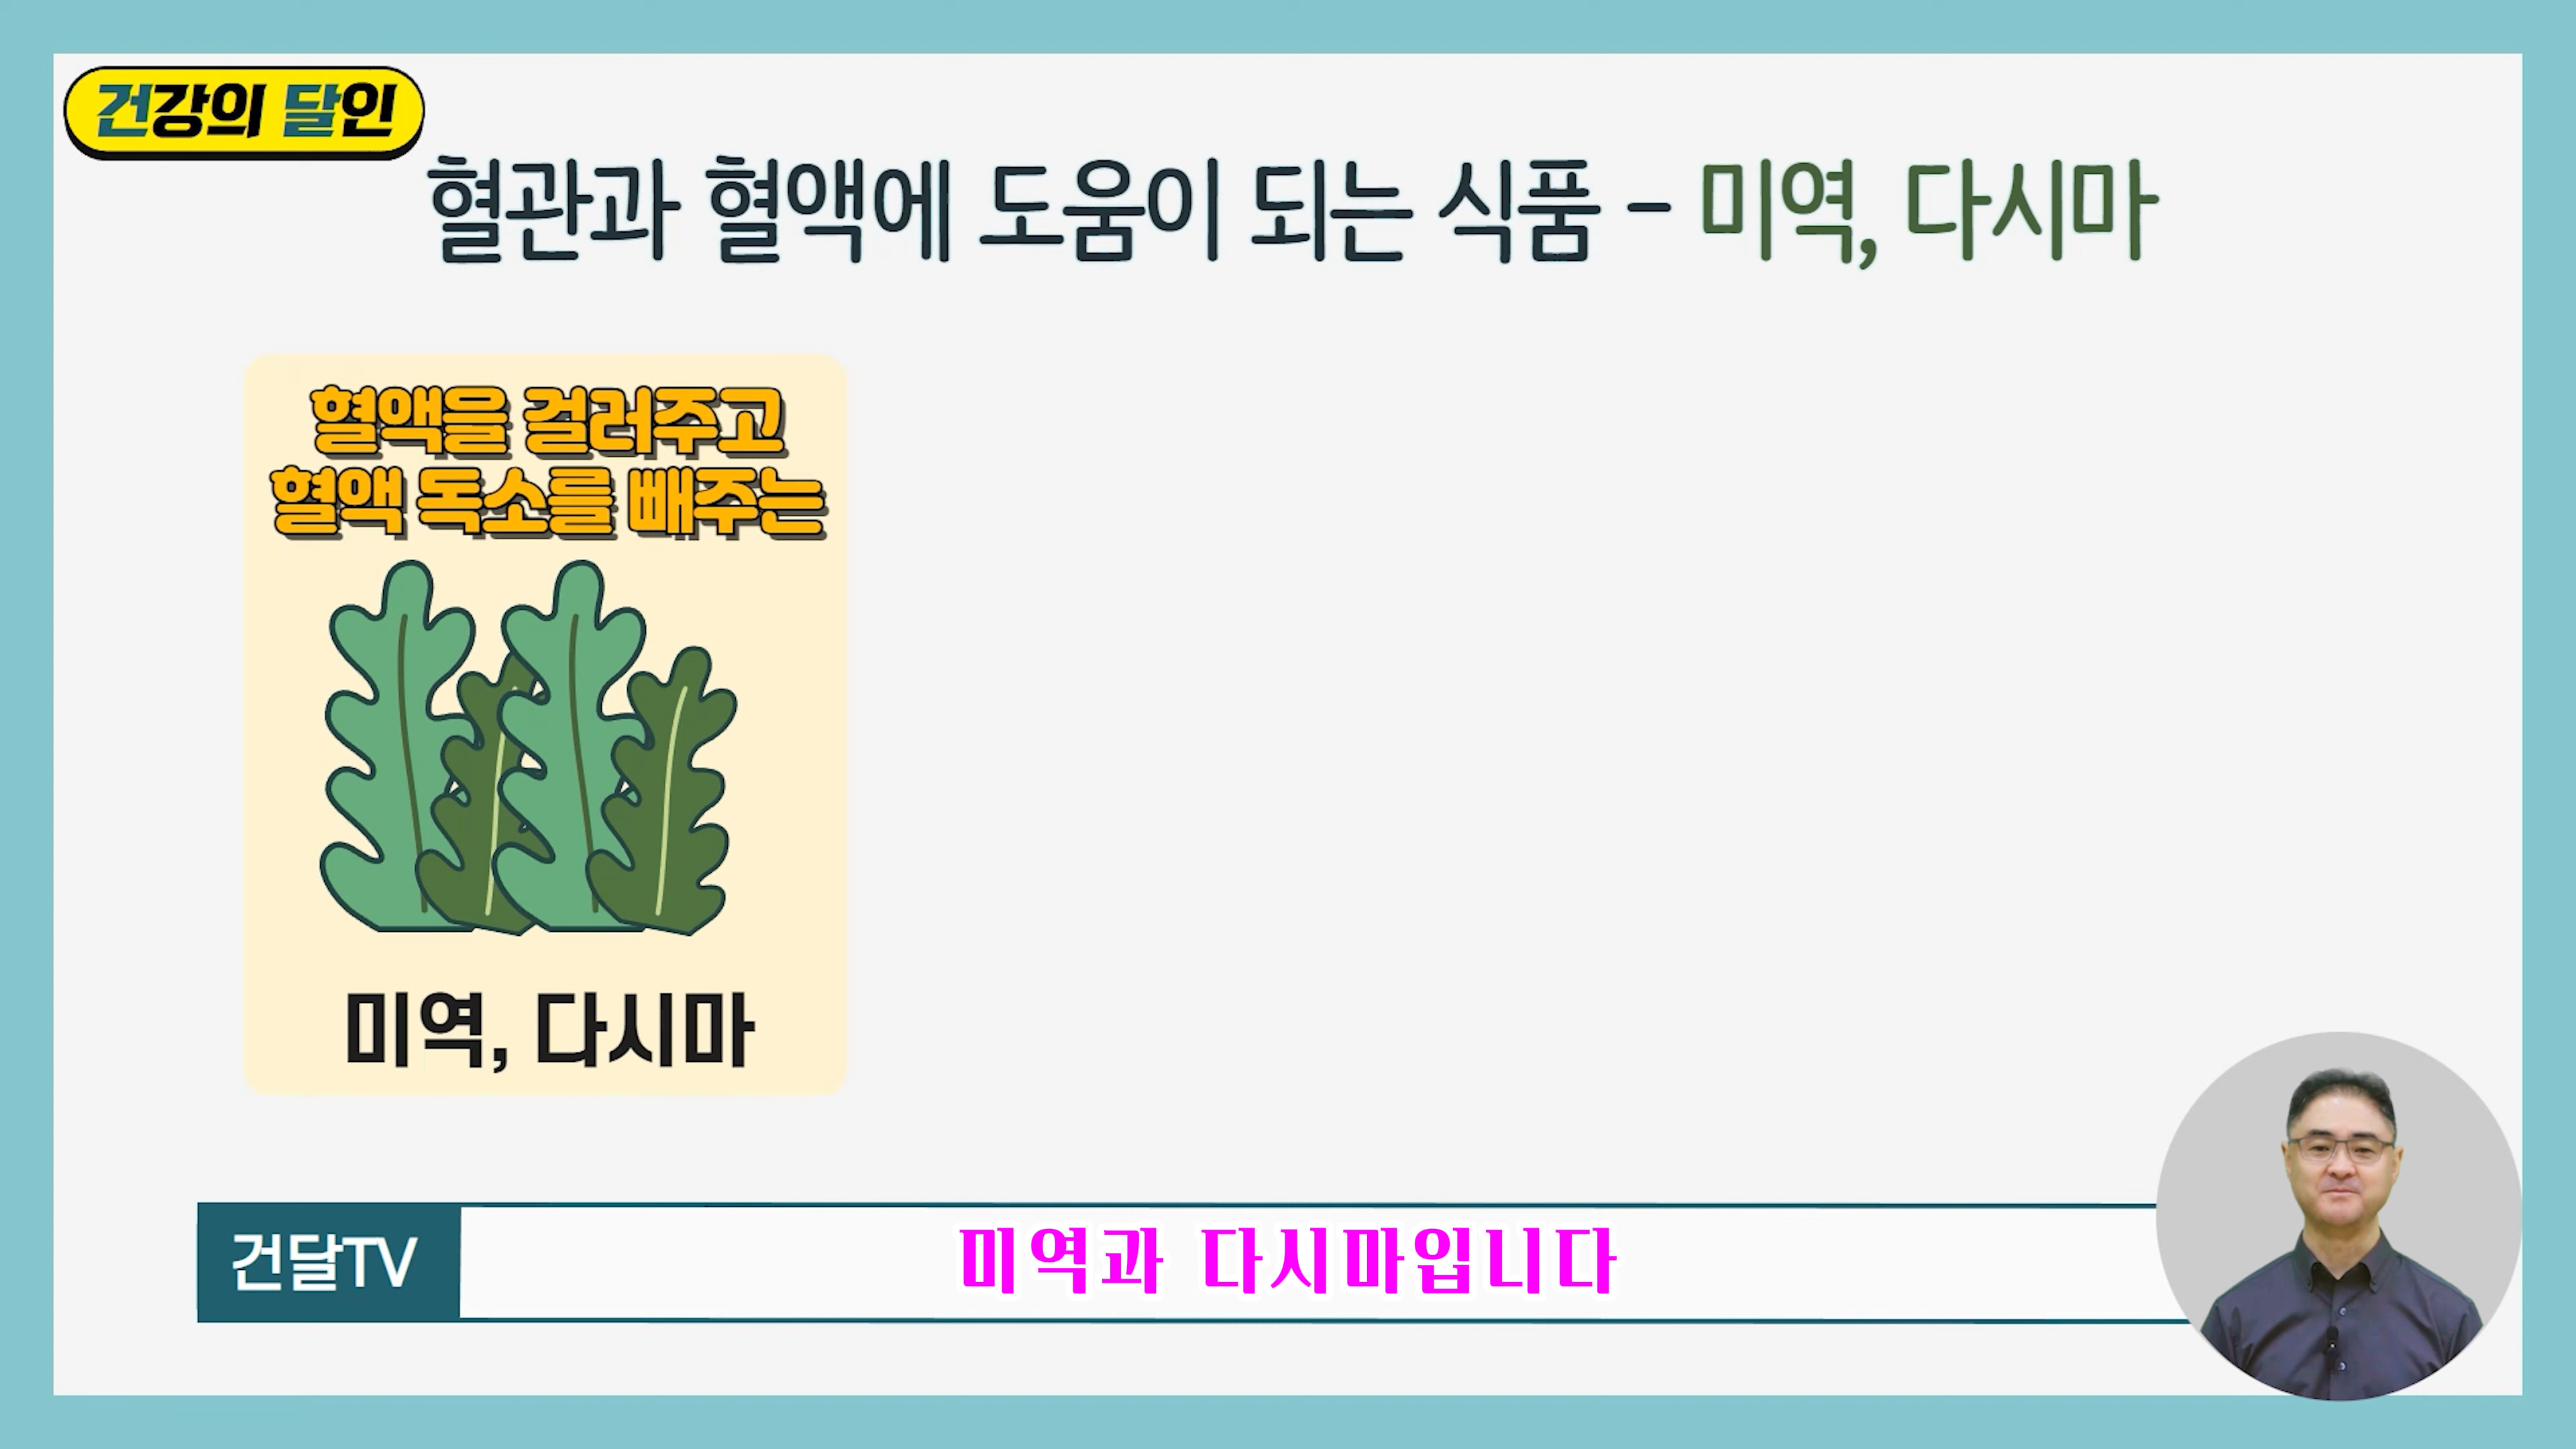 건강의 달인
혈관과 혈액에 도움이 되는 식품 - 미역, 다시마
혈액을 걸러주고
혈액 독소를 빼주는
미역, 다시마
건달TV
미역과 다시마입니다